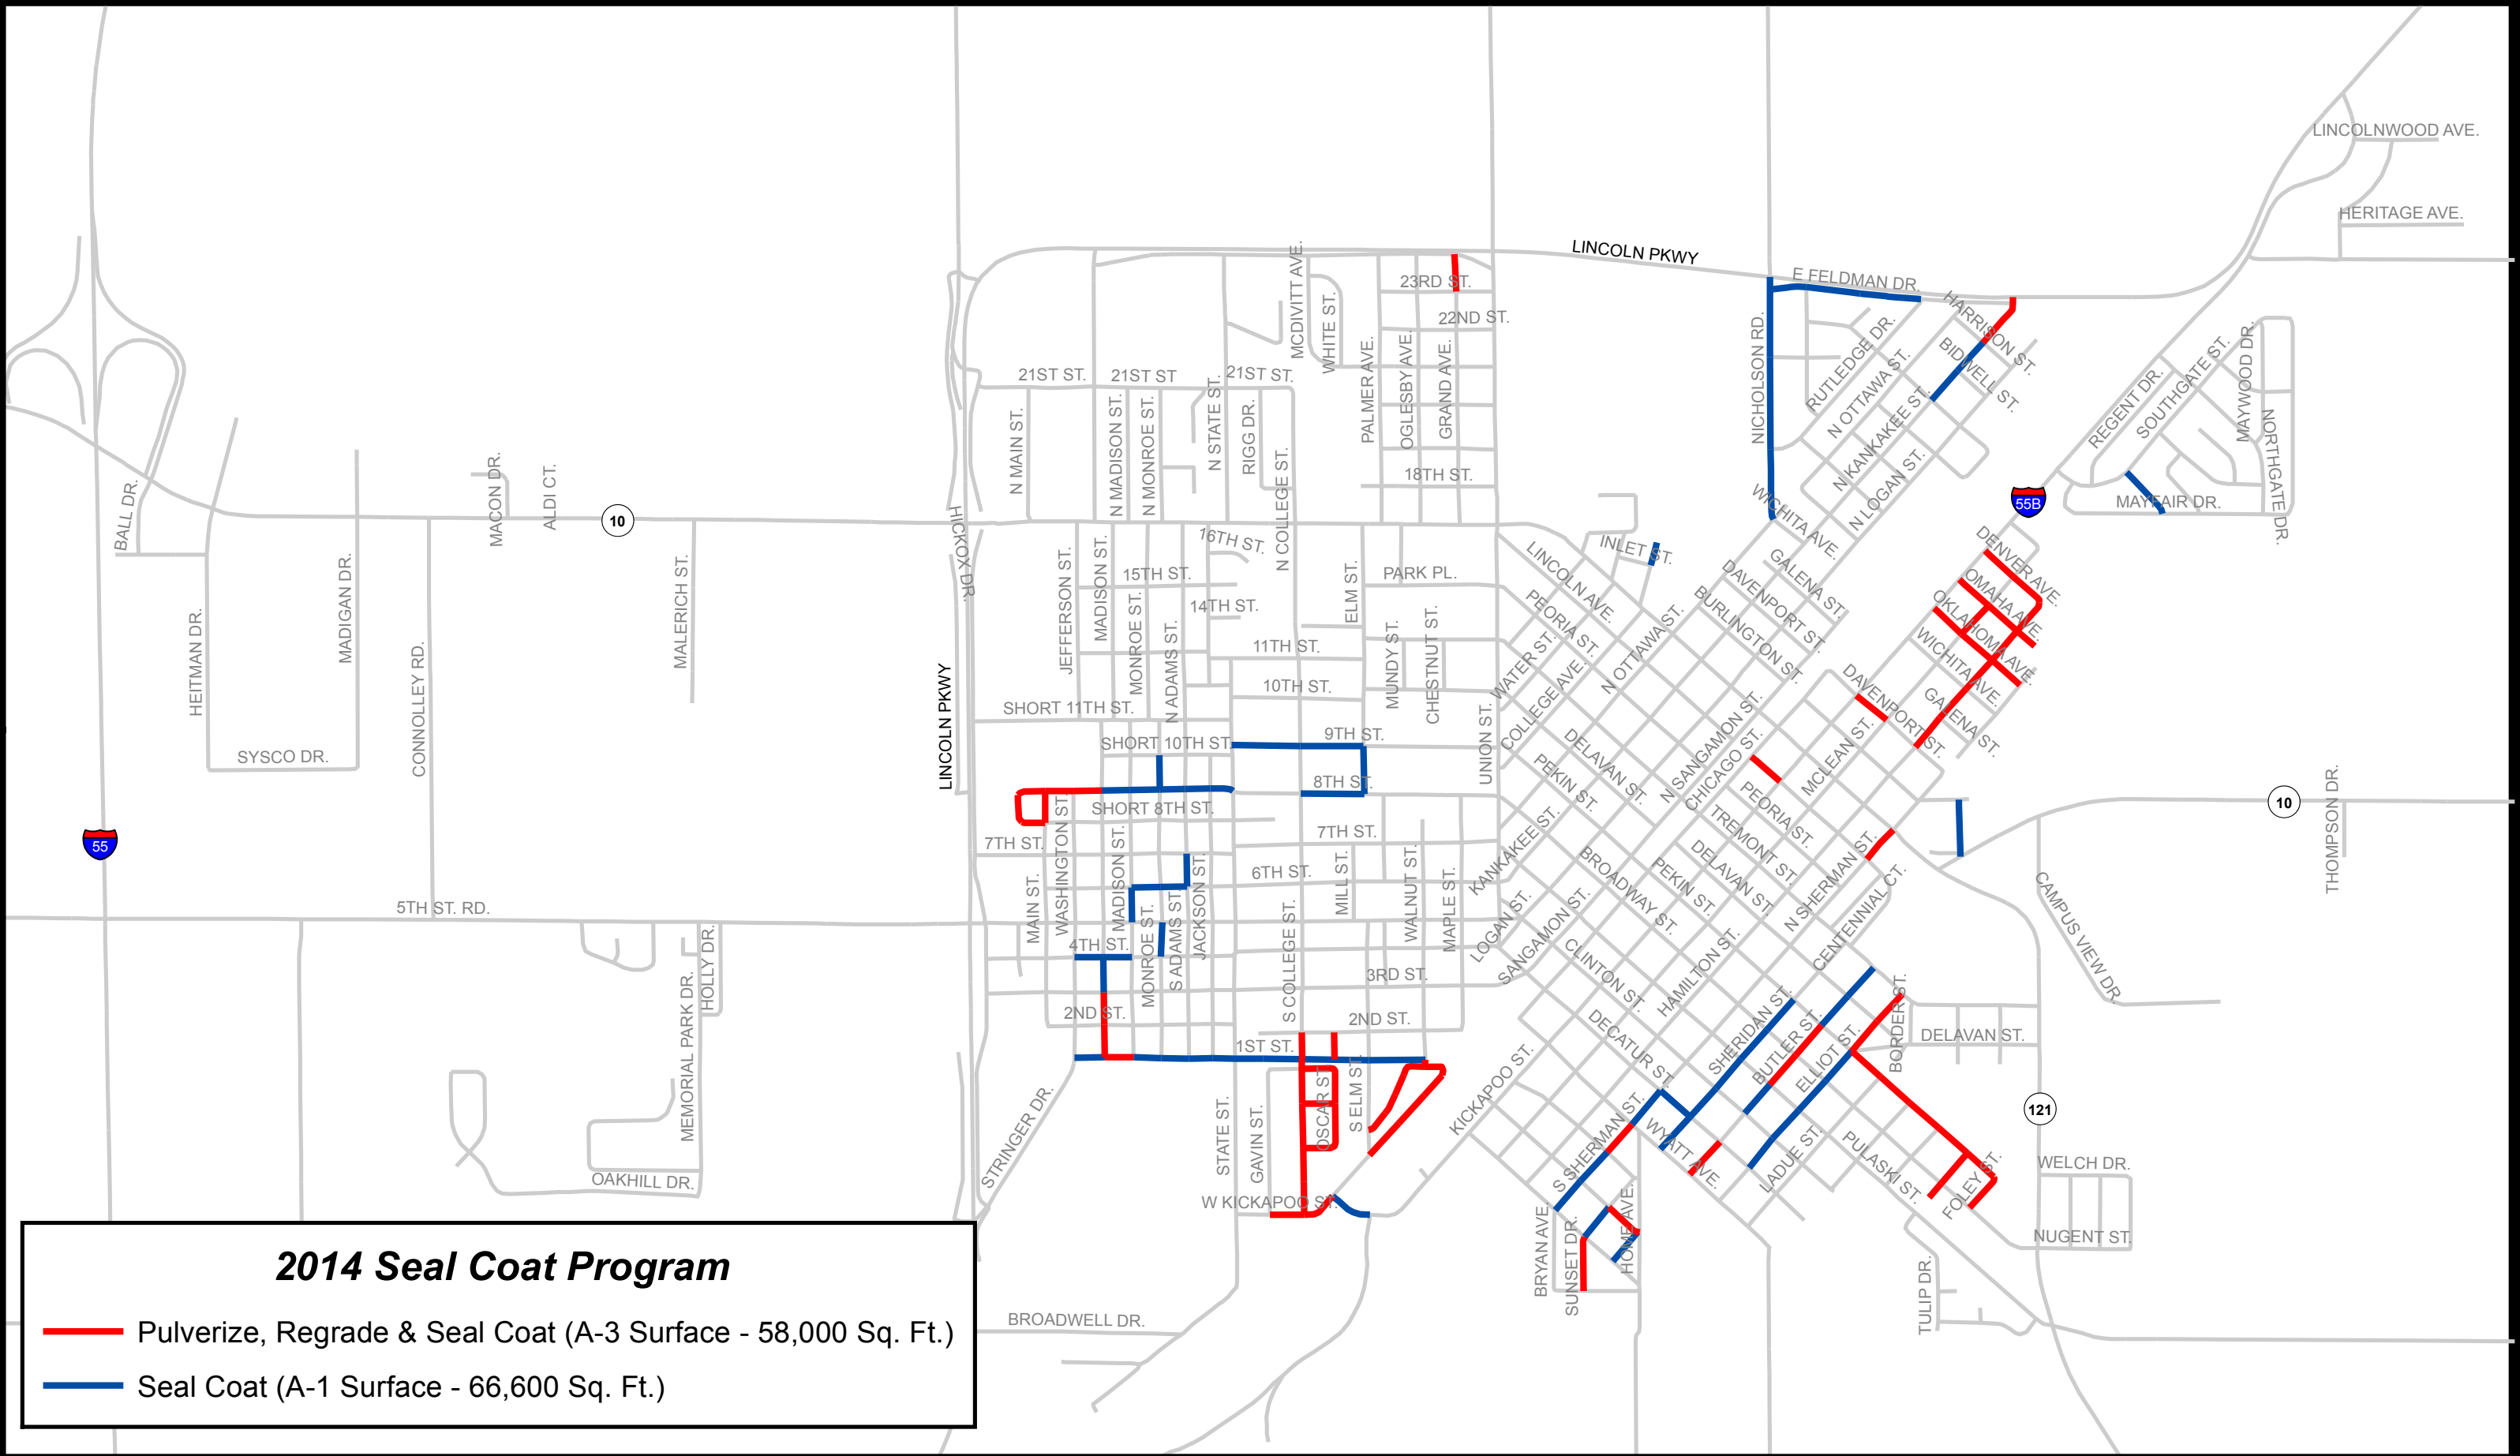 LINCOLNWOOD AVE.
HERITAGE AVE.
LINCOLN PKWY
E FELDMAN DR.
HARRISON ST.
BIDWELL ST.
23RD ST.
22ND ST.
MCDIVITT AVE.
WHITE ST.
PALMER AVE.
OGLESBY AVE.
GRAND AVE.
NICHOLSON RD.
RUTLEDGE DR.
N OTTAWA ST.
N KANKAKEE ST.
N LOGAN ST.
REGENT DR.
SOUTHGATE ST.
MAYWOOD DR.
NORTHGATE DR.
MAYFAIR DR.
21ST ST.
21ST ST
21ST ST.
N MAIN ST.
N MADISON ST.
N MONROE ST.
N STATE ST.
RIGG DR.
N COLLEGE ST.
18TH ST.
BALL DR.
MACON DR.
ALDI CT.
10
HICKOX DR.
55B
WICHITA AVE.
INLET ST.
16TH ST.
15TH ST.
14TH ST.
PARK PL.
LINCOLN AVE.
PEORIA ST.
GALENA ST.
DAVENPORT ST.
BURLINGTON ST.
DENVER AVE.
OMAHA AVE.
OKLAHOMA AVE.
WICHITA AVE.
GALENA ST.
DAVENPORT ST.
HEITMAN DR.
MADIGAN DR.
CONNOLLEY RD.
MALERICH ST.
LINCOLN PKWY
JEFFERSON ST.
MADISON ST.
MONROE ST.
N ADAMS ST.
ELM ST.
MUNDY ST.
CHESTNUT ST.
11TH ST.
10TH ST.
SHORT 11TH ST.
SHORT 10TH ST.
9TH ST.
8TH ST.
UNION ST.
WATER ST.
COLLEGE AVE.
N OTTAWA ST.
N SANGAMON ST.
CHICAGO ST.
MCLEAN ST.
DELAVAN ST.
PEKIN ST.
PEORIA ST.
TREMONT ST.
DELAVAN ST.
PEKIN ST.
BROADWAY ST.
SYSCO DR.
55
10
THOMPSON DR.
SHORT 8TH ST.
7TH ST.
7TH ST.
6TH ST.
MAIN ST.
WASHINGTON ST.
MADISON ST.
MONROE ST.
S ADAMS ST.
JACKSON ST.
S COLLEGE ST.
MILL ST.
WALNUT ST.
MAPLE ST.
KANKAKEE ST.
LOGAN ST.
SANGAMON ST.
N SHERMAN ST.
CENTENNIAL CT.
HAMILTON ST.
CLINTON ST.
DECATUR ST.
CAMPUS VIEW DR.
5TH ST. RD.
HOLLY DR.
MEMORIAL PARK DR.
OAKHILL DR.
4TH ST.
3RD ST.
2ND ST.
2ND ST.
1ST ST.
SHERIDAN ST.
BUTLER ST.
ELLIOT ST.
BORDER ST.
DELAVAN ST.
121
STRINGER DR.
STATE ST.
GAVIN ST.
OSCAR ST.
S ELM ST.
KICKAPOO ST.
W KICKAPOO ST.
S SHERMAN ST.
WYATT AVE.
LADUE ST.
PULASKI ST.
FOLEY ST.
WELCH DR.
NUGENT ST.
BRYAN AVE.
SUNSET DR.
HOME AVE.
TULIP DR.
BROADWELL DR.
2014 Seal Coat Program
Pulverize, Regrade & Seal Coat (A-3 Surface - 58,000 Sq. Ft.)
Seal Coat (A-1 Surface - 66,600 Sq. Ft.)